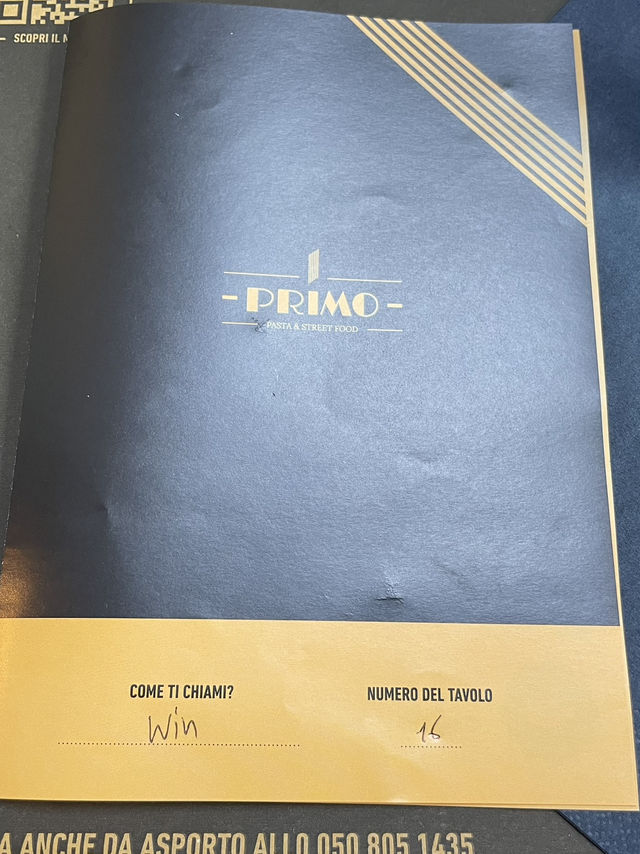 SCOPRI IL
PRIMO
PASTA & STREET FOOD
COME TI CHIAMI?
NUMERO DEL TAVOLO
Win
16
A ANCHE DA ASPORTO ALLO 050 805 1435